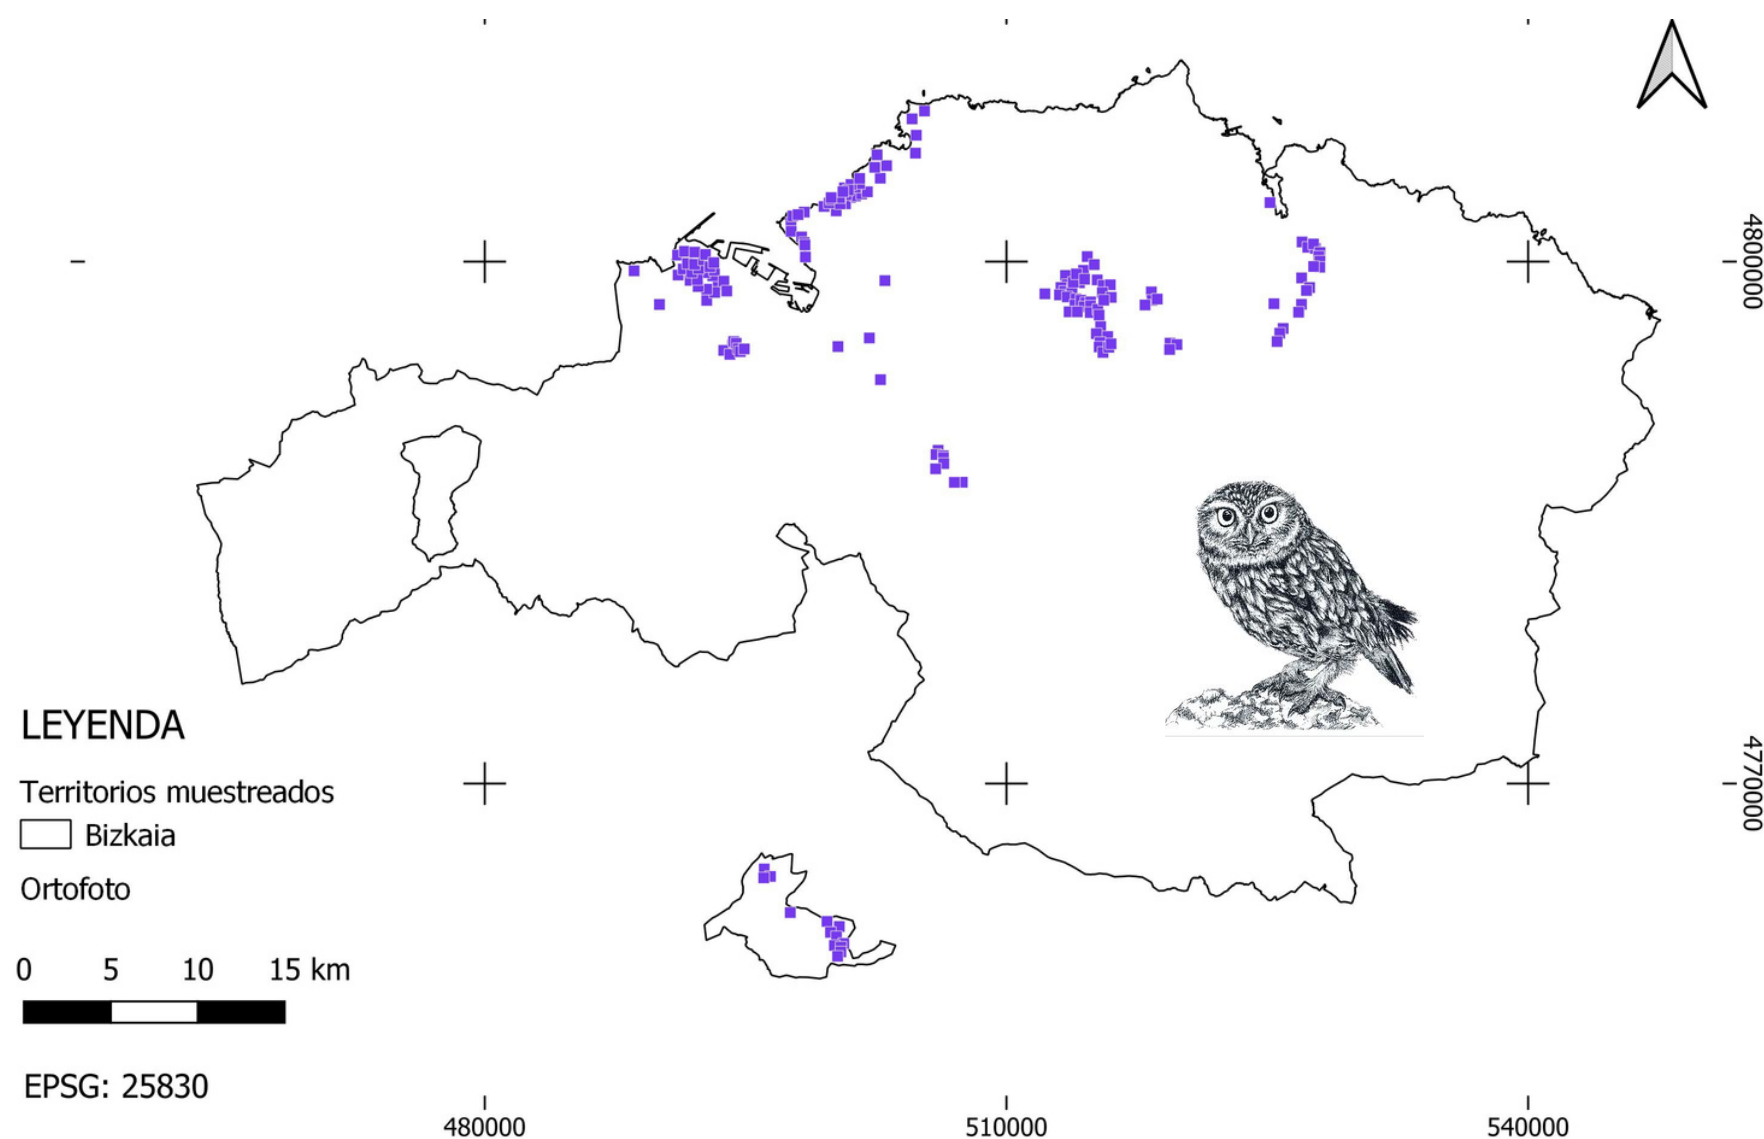 4800000
4770000
LEYENDA
Territorios muestreados
Bizkaia
Ortofoto
0 5 10 15 km
EPSG: 25830
480000 510000 540000